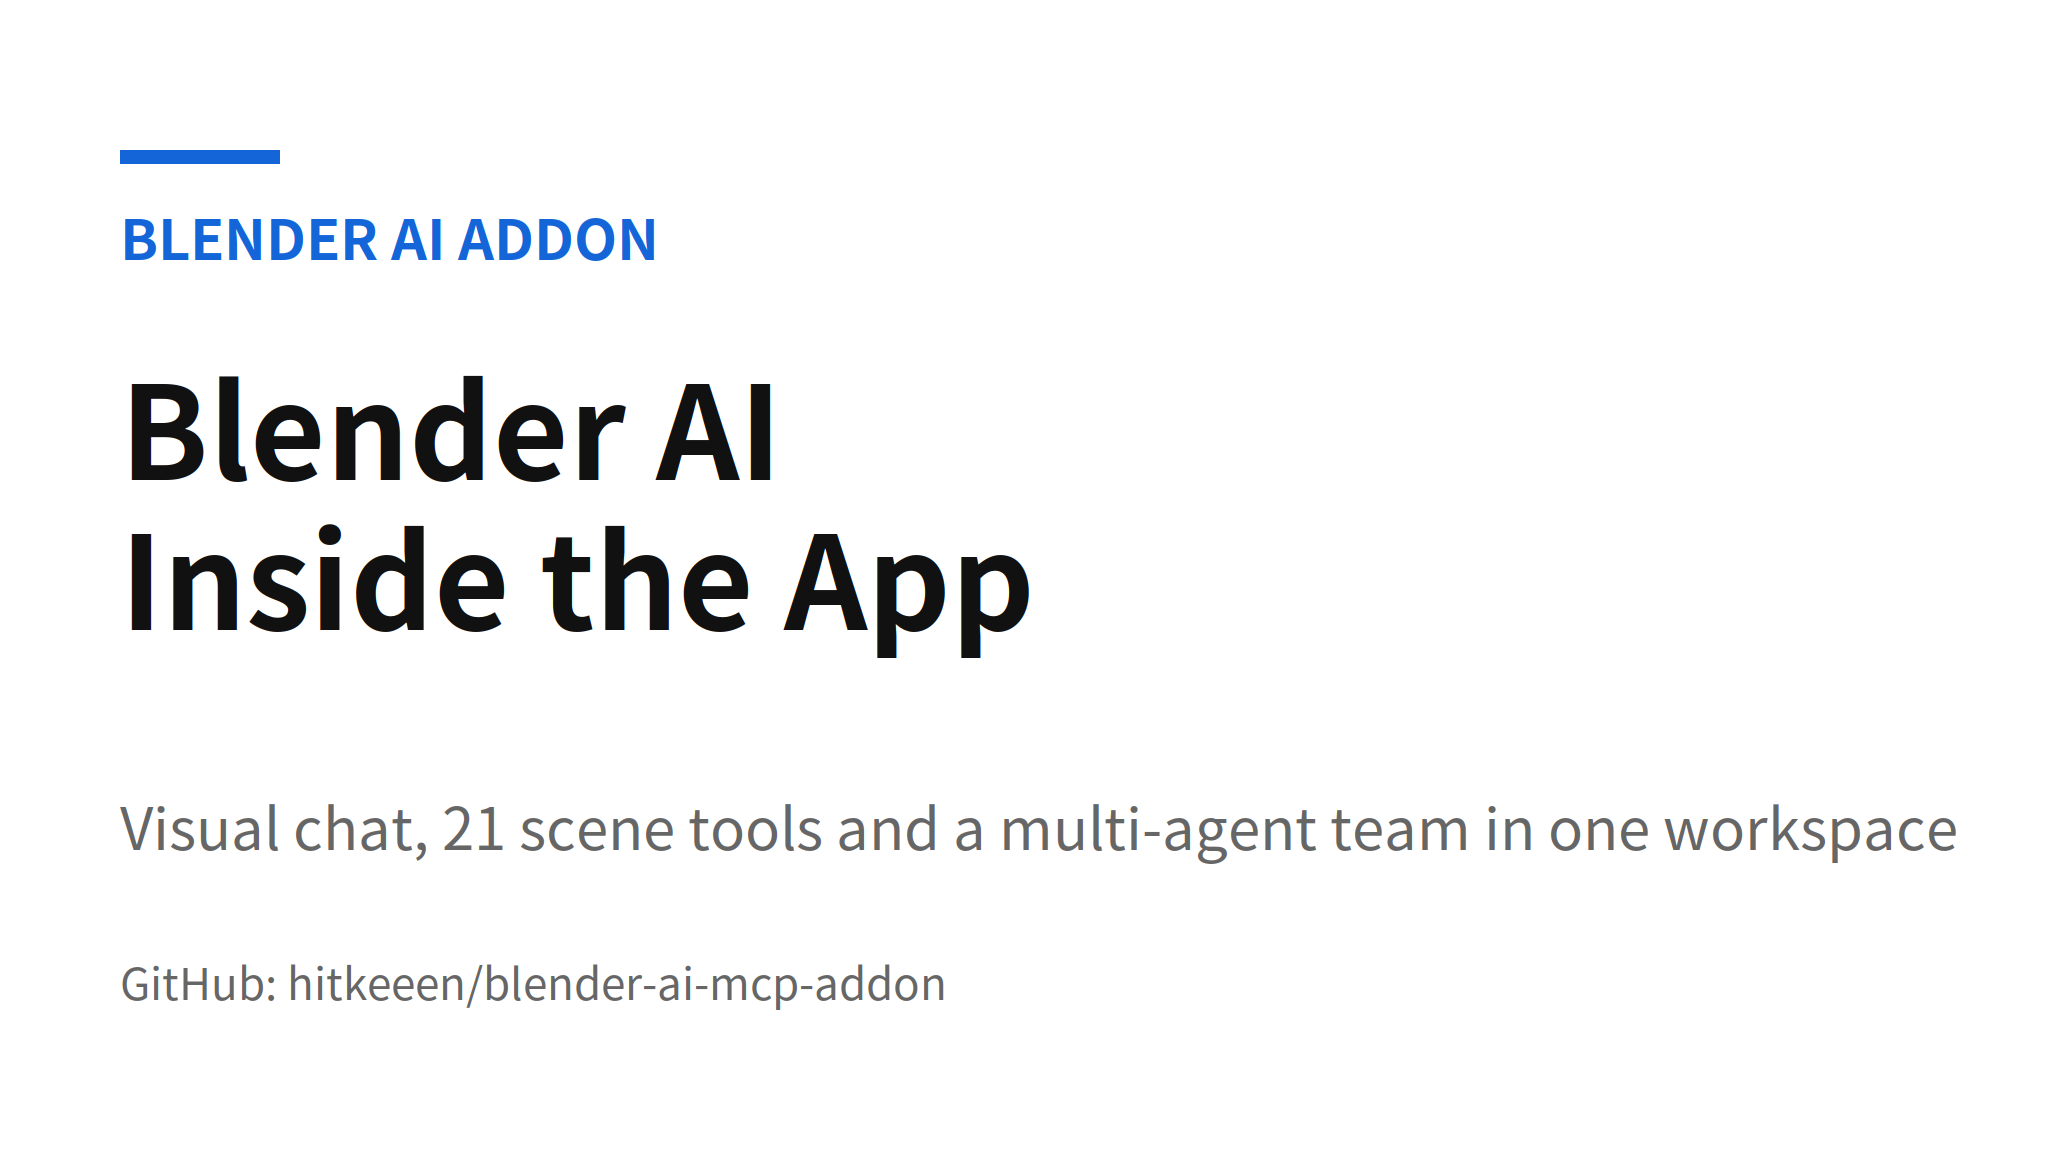 BLENDER AI ADDON
Blender AI
Inside the App
Visual chat, 21 scene tools and a multi-agent team in one workspace
GitHub: hitkeeen/blender-ai-mcp-addon